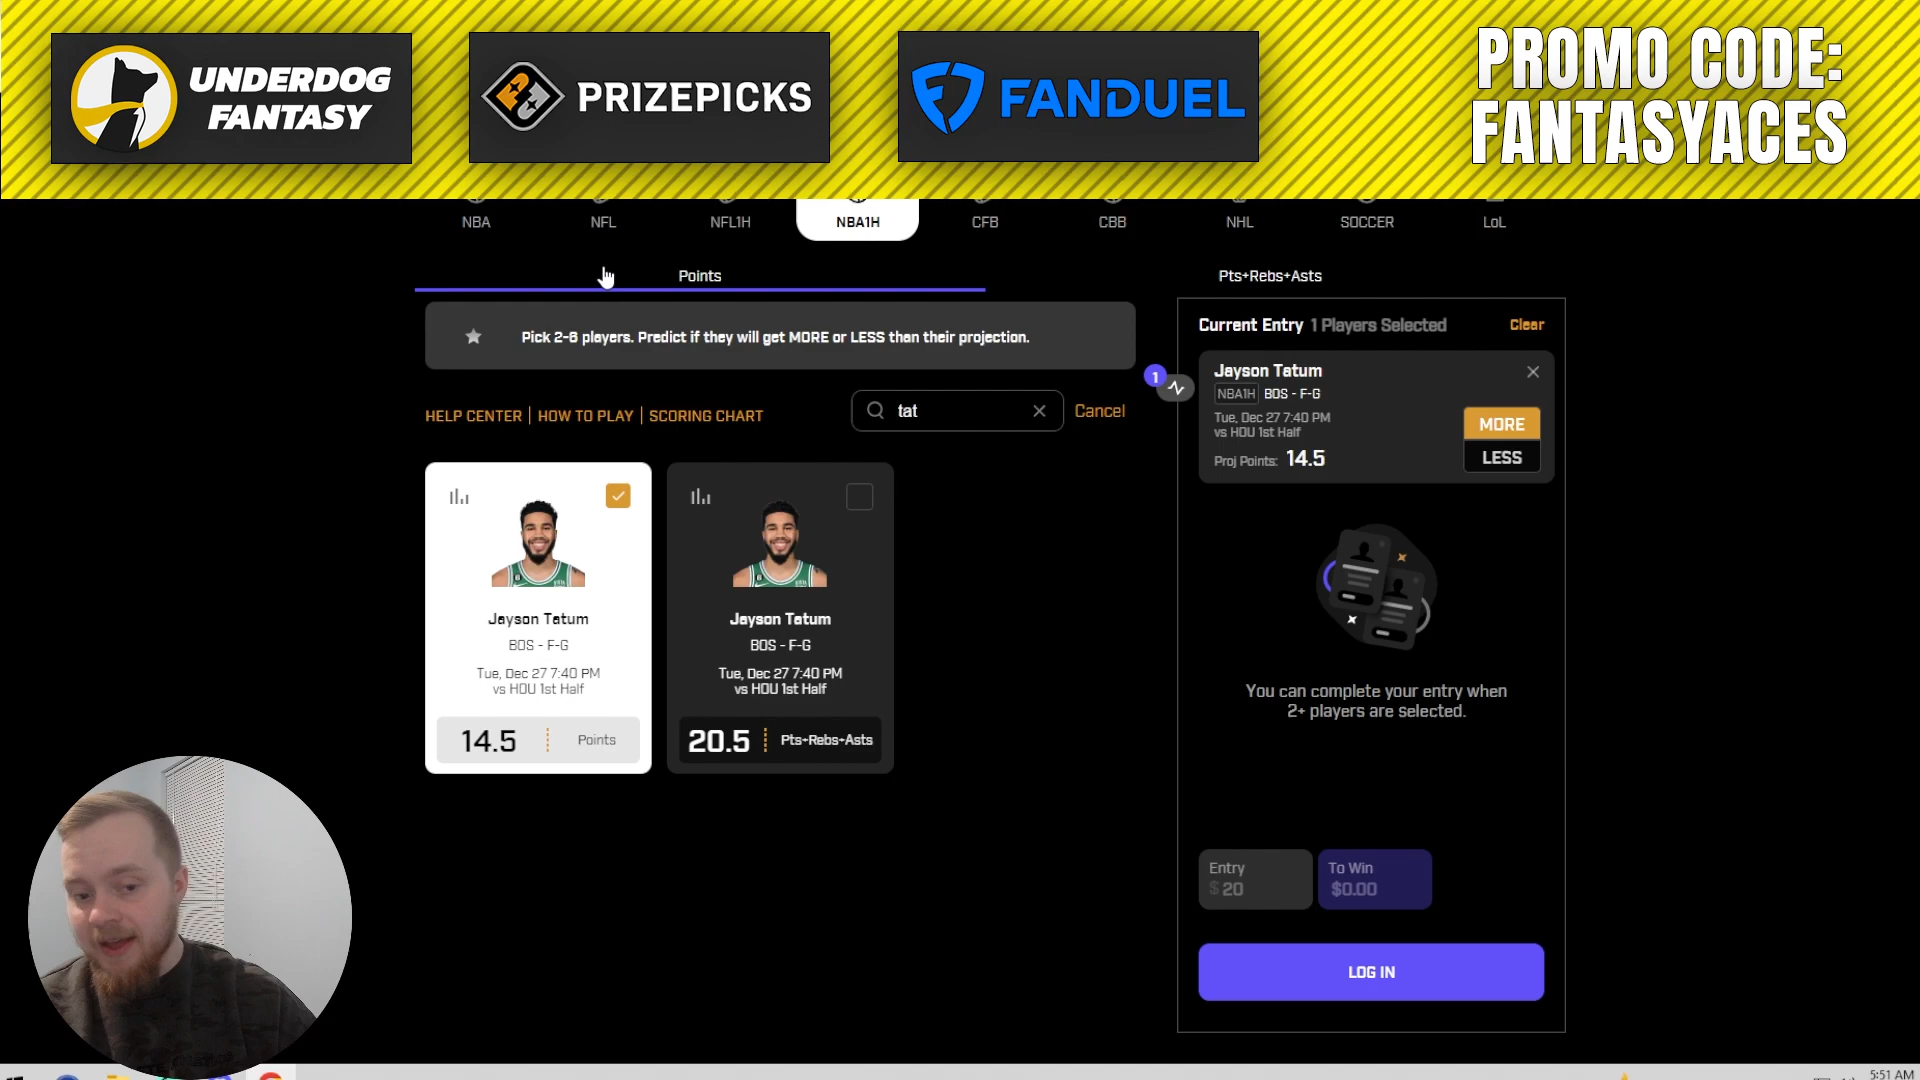 UNDERDOG
FANTASY
PRIZEPICKS
FANDUEL
PROMO CODE:
FANTASYACES
NBA
NFL
NFL1H
NBA1H
CFB
CBB
NHL
SOCCER
LoL
Points
Pts+Rebs+Asts
Pick 2-6 players. Predict if they will get MORE or LESS than their projection.
HELP CENTER | HOW TO PLAY | SCORING CHART
tat
Cancel
Jayson Tatum
BOS - F-G
Tue, Dec 27 7:40 PM
vs HOU 1st Half
14.5 Points
Jayson Tatum
BOS - F-G
Tue, Dec 27 7:40 PM
vs HOU 1st Half
20.5 Pts+Rebs+Asts
Current Entry 1 Players Selected
Clear
1
Jayson Tatum
NBA1H BOS - F-G
Tue, Dec 27 7:40 PM
vs HOU 1st Half
Proj Points: 14.5
MORE
LESS
You can complete your entry when
2+ players are selected.
Entry
$ 20
To Win
$0.00
LOG IN
5:51 AM